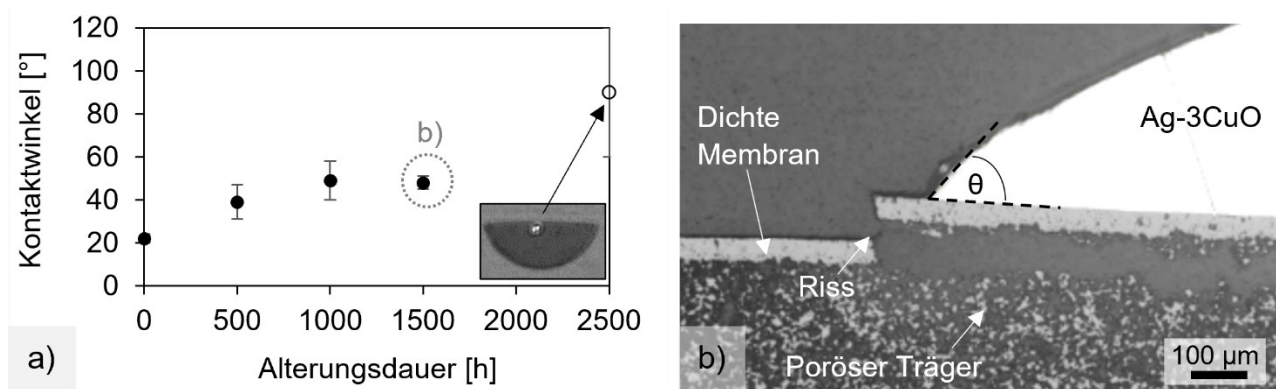 120
100
80
60
40
20
0
Kontaktwinkel [°]
0 500 1000 1500 2000 2500
Alterungsdauer [h]
b)
a)
Dichte
Membran
Ag-3CuO
θ
Riss
Poröser Träger
100 µm
b)